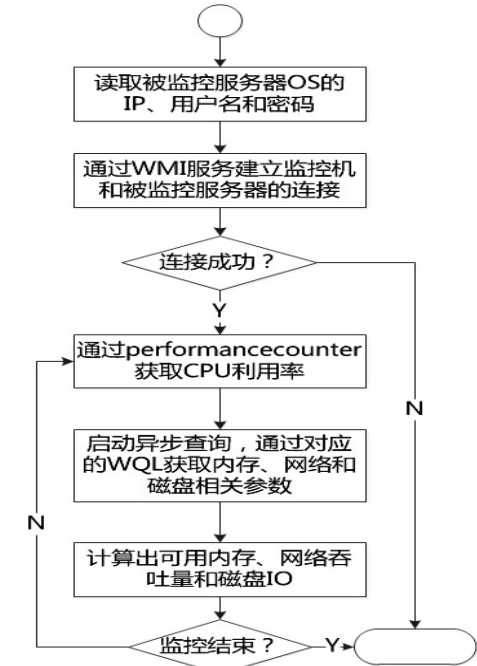 读取被监控服务器OS的
IP、用户名和密码
通过WMI服务建立监控机
和被监控服务器的连接
连接成功？
Y
通过performancecounter
获取CPU利用率
N
启动异步查询，通过对应
的WQL获取内存、网络和
磁盘相关参数
N
计算出可用内存、网络吞
吐量和磁盘IO
监控结束？
Y